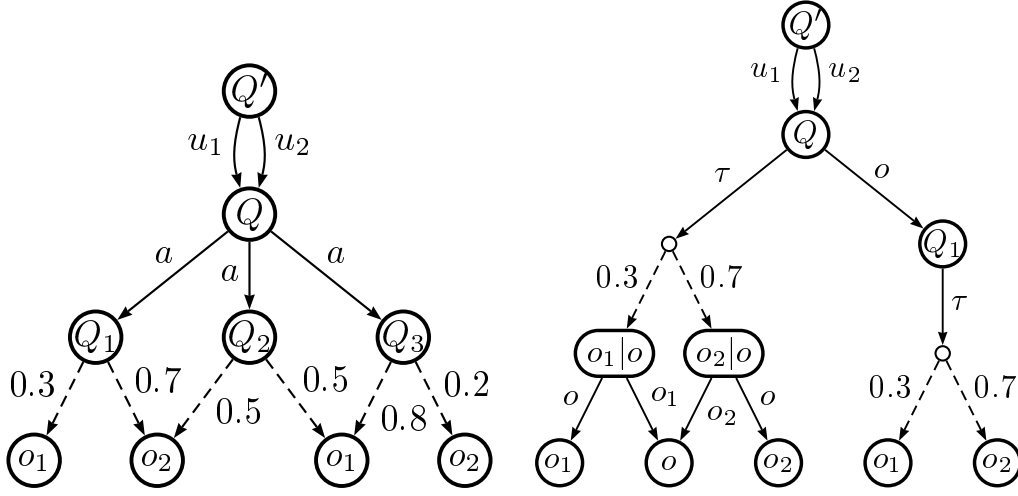 Q′
u₁ u₂
Q
a a a
Q₁ Q₂ Q₃
0.3 0.7 0.5 0.5 0.8 0.2
o₁ o₂ o₁ o₂
Q′
u₁ u₂
Q
τ o
Q₁
0.3 0.7 τ
o₁|o o₂|o
o o₁ o₂ o 0.3 0.7
o₁ o o₂ o₁ o₂